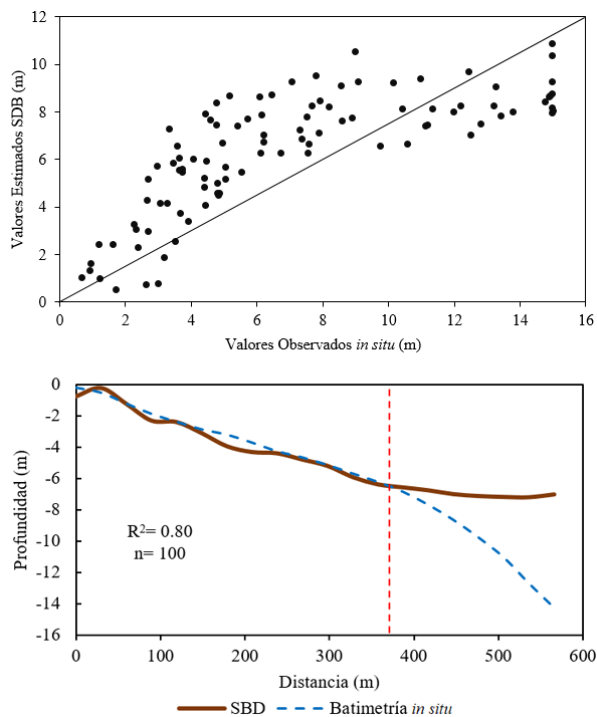 Valores Estimados SDB (m)
12
10
8
6
4
2
0
0 2 4 6 8 10 12 14 16
Valores Observados in situ (m)
Profundidad (m)
0
-2
-4
-6
-8
-10
-12
-14
-16
R2= 0.80
n= 100
0 100 200 300 400 500 600
Distancia (m)
SBD Batimetría in situ